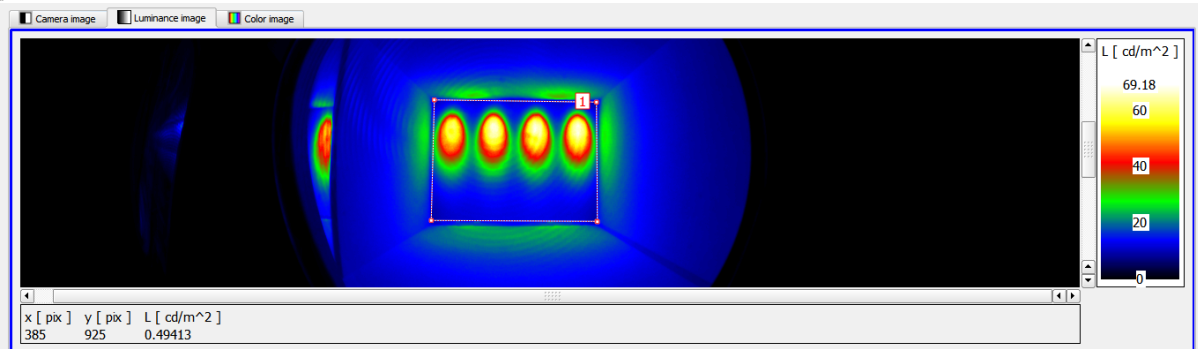 Camera image
Luminance image
Color image
L [ cd/m^2 ]
69.18
60
40
20
0
1
x [ pix ] y [ pix ] L [ cd/m^2 ]
385 925 0.49413